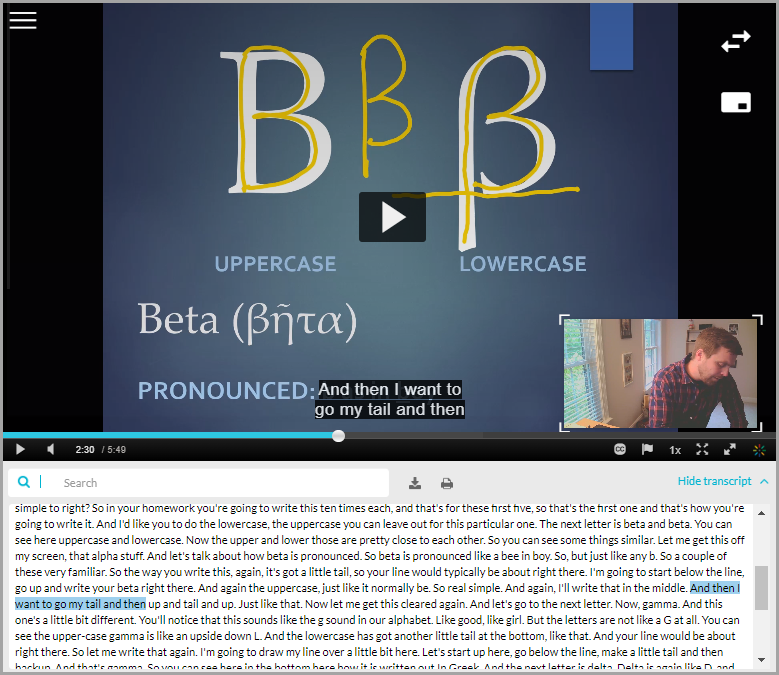 B β β
UPPERCASE
LOWERCASE
Beta (βῆτα)
PRONOUNCED:
And then I want to
go my tail and then
2:30 / 5:49
CC
1x
Search
Hide transcript
simple to right? So in your homework you're going to write this ten times each, and that's for these first five, so that's the first one and that's how you're
going to write it. And I'd like you to do the lowercase, the uppercase you can leave out for this particular one. The next letter is beta and beta. You can
see here uppercase and lowercase. Now the upper and lower those are pretty close to each other. So you can see some things similar. Let me get this off
my screen, that alpha stuff. And let's talk about how beta is pronounced. So beta is pronounced like a bee in boy. So, but just like any b. So a couple of
these very familiar. So the way you write this, again, it's got a little tail, so your line would typically be about right there. I'm going to start below the line,
go up and write your beta right there. And again the uppercase, just like it normally be. So real simple. And again, I'll write that in the middle. And then I
want to go my tail and then up and tail and up. Just like that. Now let me get this cleared again. And let's go to the next letter. Now, gamma. And this
one's a little bit different. You'll notice that this sounds like the g sound in our alphabet. Like good, like girl. But the letters are not like a G at all. You can
see the upper-case gamma is like an upside down L. And the lowercase has got another little tail at the bottom, like that. And your line would be about
right there. So let me write that again. I'm going to draw my line over a little bit here. Let's start up here, go below the line, make a little tail and then
backup. And that's gamma. So you can see here in the bottom here how it is written out In Greek. And the next letter is delta. Delta is again like D, and